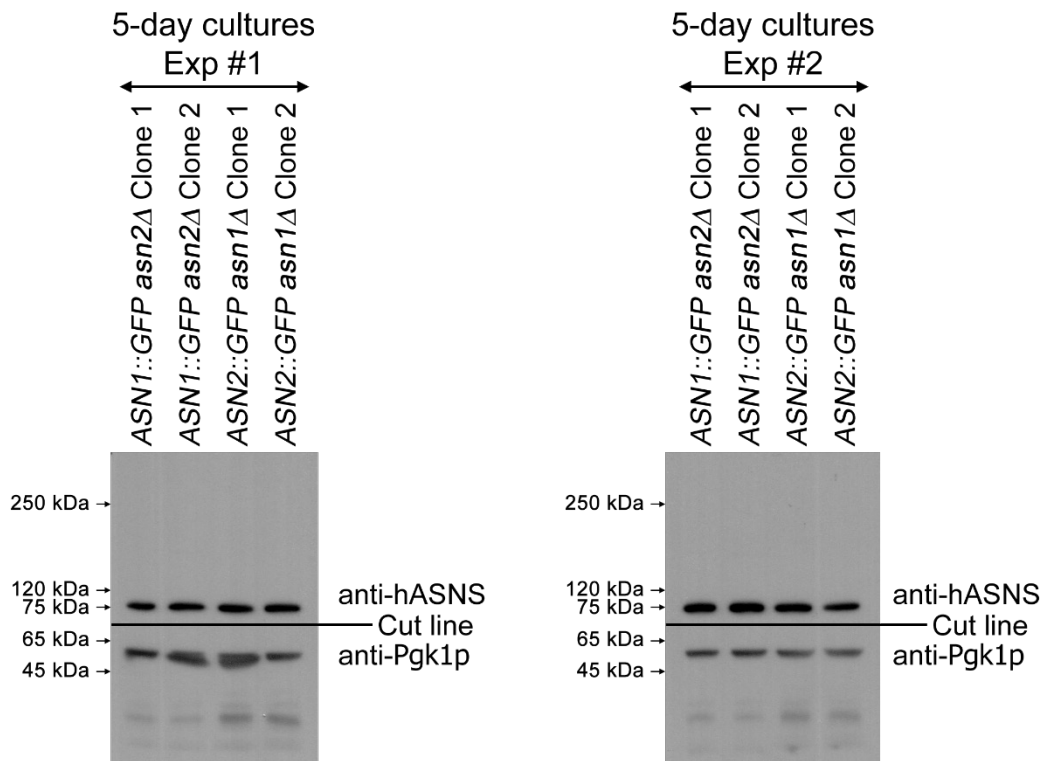 5-day cultures
Exp #1
ASN1::GFP asn2Δ Clone 1
ASN1::GFP asn2Δ Clone 2
ASN2::GFP asn1Δ Clone 1
ASN2::GFP asn1Δ Clone 2
250 kDa
120 kDa
75 kDa
65 kDa
45 kDa
anti-hASNS
Cut line
anti-Pgk1p
5-day cultures
Exp #2
ASN1::GFP asn2Δ Clone 1
ASN1::GFP asn2Δ Clone 2
ASN2::GFP asn1Δ Clone 1
ASN2::GFP asn1Δ Clone 2
250 kDa
120 kDa
75 kDa
65 kDa
45 kDa
anti-hASNS
Cut line
anti-Pgk1p